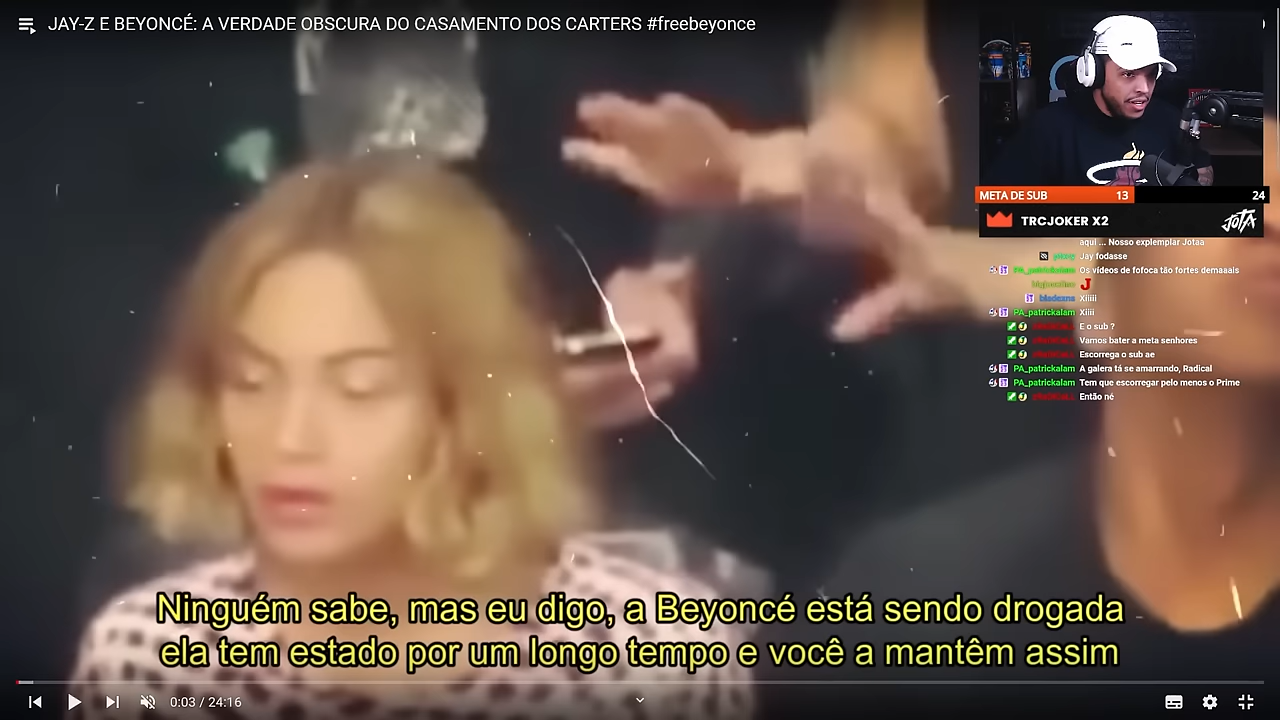 JAY-Z E BEYONCÉ: A VERDADE OBSCURA DO CASAMENTO DOS CARTERS #freebeyonce
META DE SUB 13 24
TRCJOKER X2 JOTA
aqui ... Nosso explemplar Jotaa
Jay fodasse
PA_patrickalam Os vídeos de fofoca tão fortes demaaais
bladezna Xiiiii
PA_patrickalam Xiiii
E o sub ?
Vamos bater a meta senhores
Escorrega o sub ae
PA_patrickalam A galera tá se amarrando, Radical
PA_patrickalam Tem que escorregar pelo menos o Prime
Então né
Ninguém sabe, mas eu digo, a Beyoncé está sendo drogada
ela tem estado por um longo tempo e você a mantêm assim
0:03 / 24:16